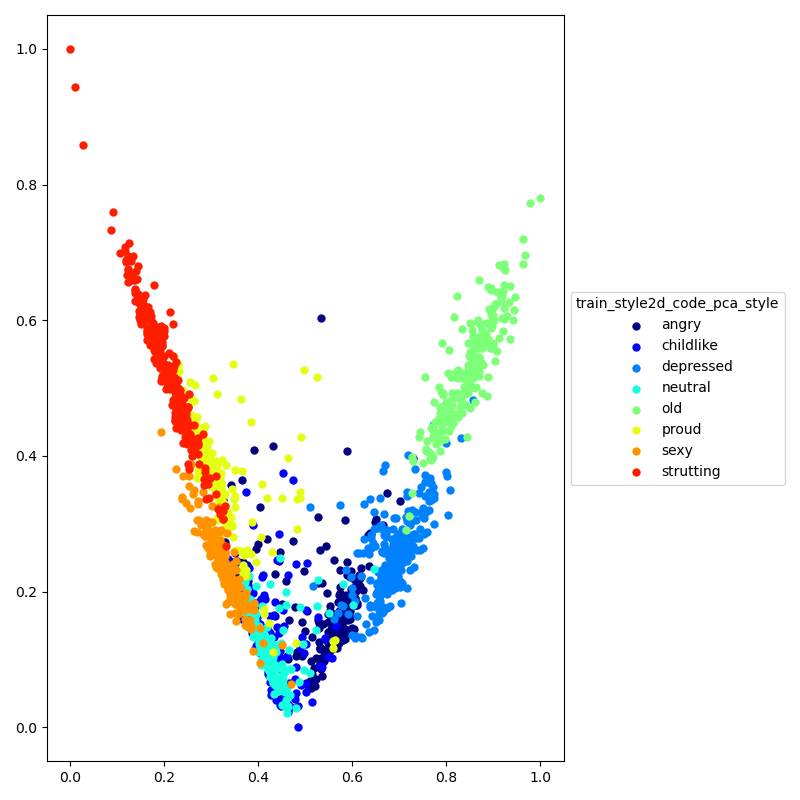 1.0
0.8
0.6
0.4
0.2
0.0
0.0 0.2 0.4 0.6 0.8 1.0
train_style2d_code_pca_style
angry
childlike
depressed
neutral
old
proud
sexy
strutting